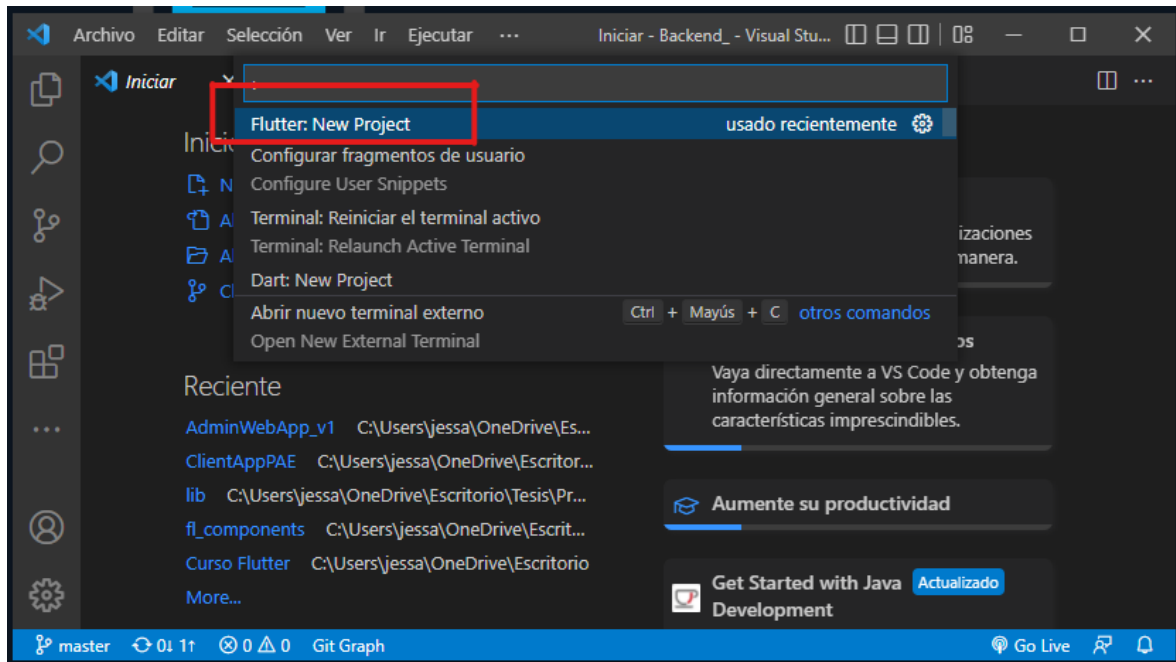 Archivo Editar Selección Ver Ir Ejecutar ··· Iniciar - Backend_ - Visual Stu...
Iniciar
Flutter: New Project usado recientemente
Configurar fragmentos de usuario
Configure User Snippets
Terminal: Reiniciar el terminal activo
Terminal: Relaunch Active Terminal
Dart: New Project
Abrir nuevo terminal externo Ctrl + Mayús + C otros comandos
Open New External Terminal
Inici
N
A
A
Cl
izaciones
manera.
os
Vaya directamente a VS Code y obtenga
información general sobre las
características imprescindibles.
Reciente
AdminWebApp_v1 C:\Users\jessa\OneDrive\Es...
ClientAppPAE C:\Users\jessa\OneDrive\Escritor...
lib C:\Users\jessa\OneDrive\Escritorio\Tesis\Pr...
fl_components C:\Users\jessa\OneDrive\Escrit...
Curso Flutter C:\Users\jessa\OneDrive\Escritorio
More...
Aumente su productividad
Get Started with Java Actualizado
Development
master 0↓ 1↑ 0 0 Git Graph Go Live